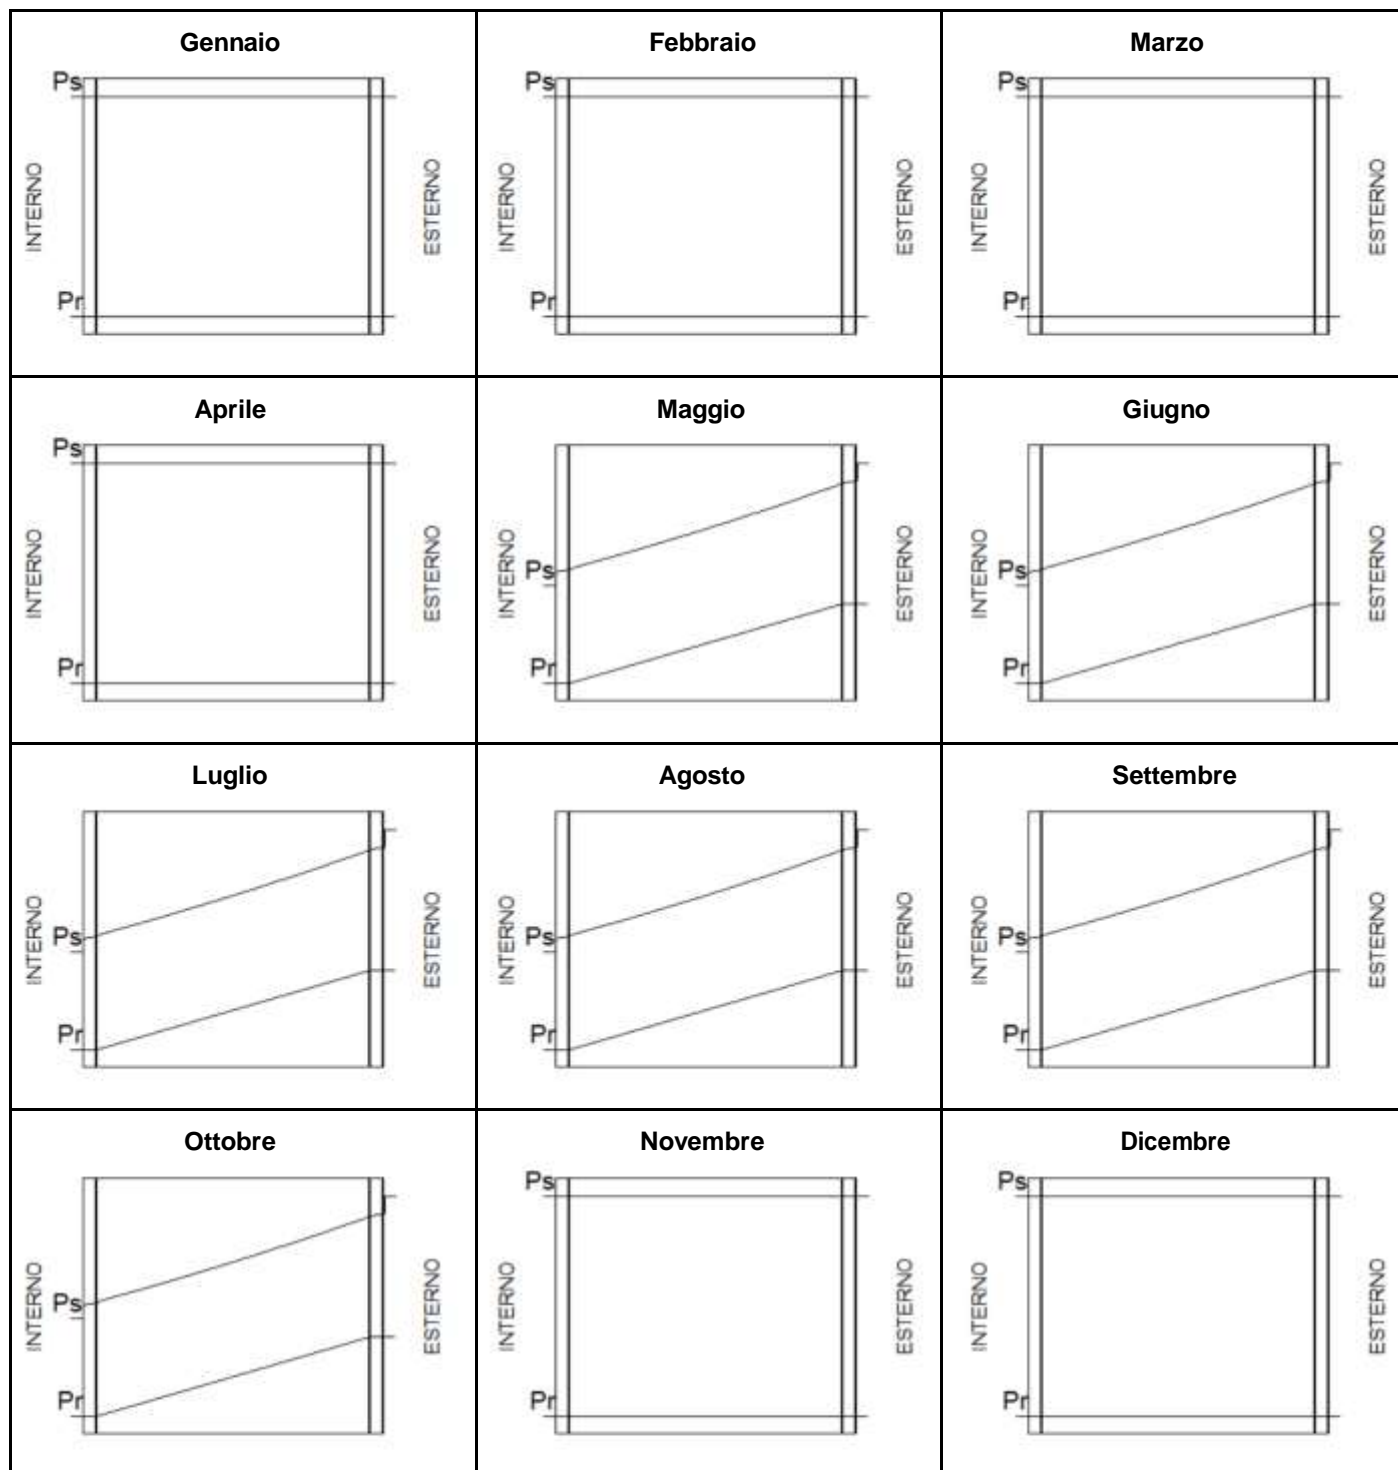 Gennaio
Ps
INTERNO
ESTERNO
Pr
Febbraio
Ps
INTERNO
ESTERNO
Pr
Marzo
Ps
INTERNO
ESTERNO
Pr
Aprile
Ps
INTERNO
ESTERNO
Pr
Maggio
INTERNO
ESTERNO
Ps
Pr
Giugno
INTERNO
ESTERNO
Ps
Pr
Luglio
INTERNO
ESTERNO
Ps
Pr
Agosto
INTERNO
ESTERNO
Ps
Pr
Settembre
INTERNO
ESTERNO
Ps
Pr
Ottobre
INTERNO
ESTERNO
Ps
Pr
Novembre
Ps
INTERNO
ESTERNO
Pr
Dicembre
Ps
INTERNO
ESTERNO
Pr